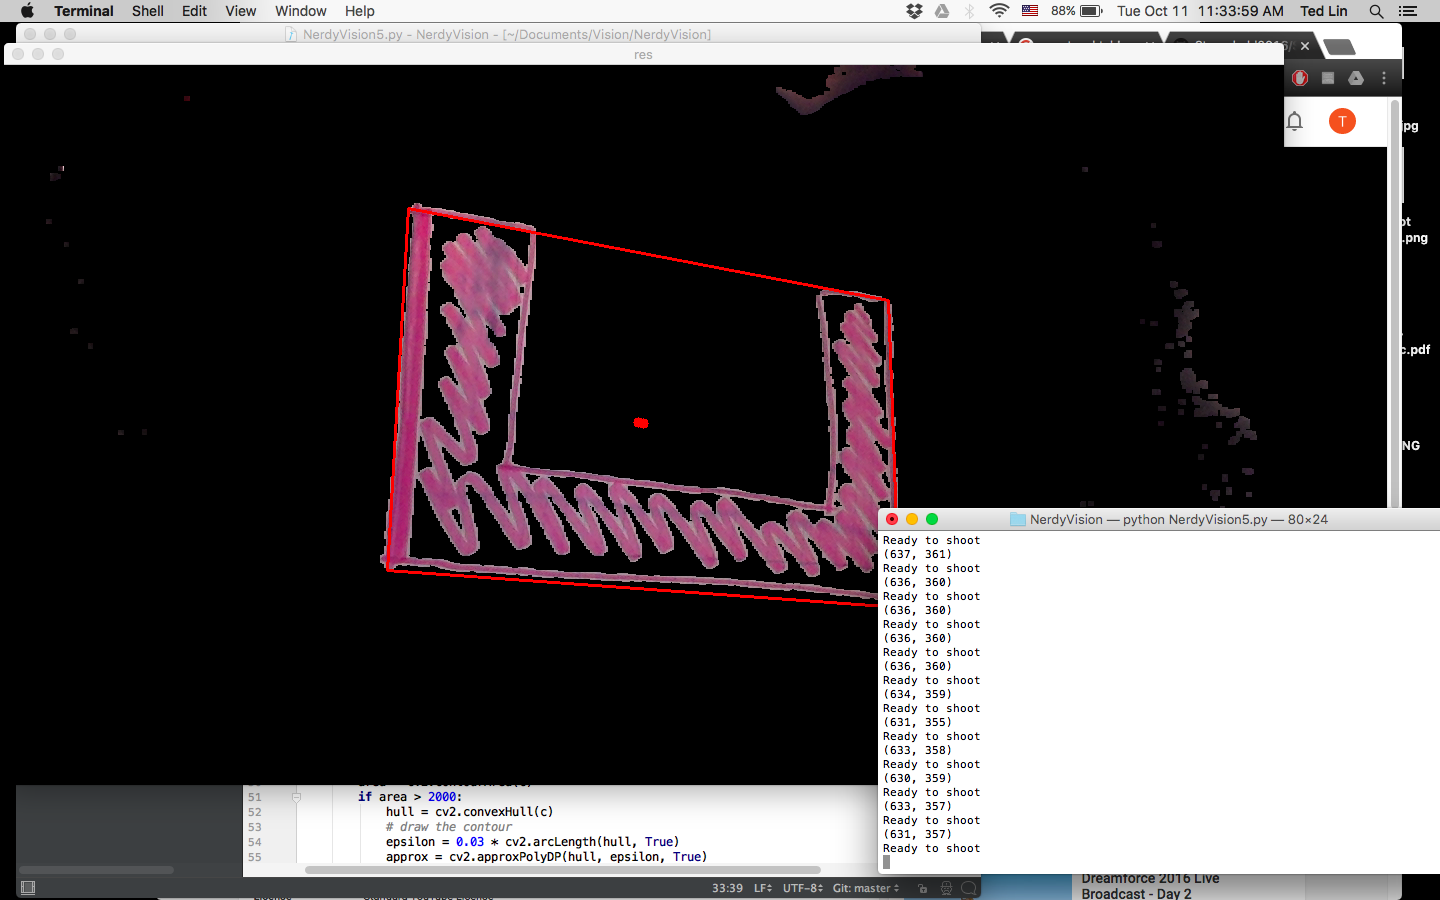 Terminal Shell Edit View Window Help 88% Tue Oct 11 11:33:59 AM Ted Lin
NerdyVision5.py - NerdyVision - [~/Documents/Vision/NerdyVision]
res
T
jpg
.png
c.pdf
NG
NerdyVision — python NerdyVision5.py — 80×24
Ready to shoot
(637, 361)
Ready to shoot
(636, 360)
Ready to shoot
(636, 360)
Ready to shoot
(636, 360)
Ready to shoot
(636, 360)
Ready to shoot
(634, 359)
Ready to shoot
(631, 355)
Ready to shoot
(633, 358)
Ready to shoot
(630, 359)
Ready to shoot
(633, 357)
Ready to shoot
(631, 357)
Ready to shoot
51 if area > 2000:
52 hull = cv2.convexHull(c)
53 # draw the contour
54 epsilon = 0.03 * cv2.arcLength(hull, True)
55 approx = cv2.approxPolyDP(hull, epsilon, True)
33:39 LF UTF-8 Git: master
Dreamforce 2016 Live
Broadcast - Day 2